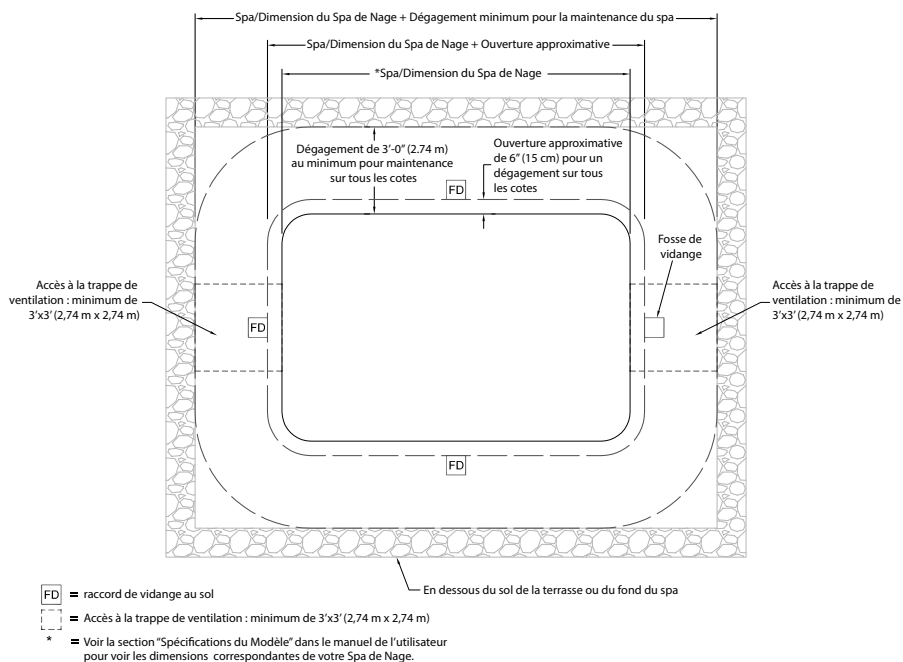 Spa/Dimension du Spa de Nage + Dégagement minimum pour la maintenance du spa
Spa/Dimension du Spa de Nage + Ouverture approximative
*Spa/Dimension du Spa de Nage
Dégagement de 3'-0" (2.74 m)
au minimum pour maintenance
sur tous les cotes
Ouverture approximative
de 6" (15 cm) pour un
dégagement sur tous
les cotes
FD
Fosse de
vidange
Accès à la trappe de
ventilation : minimum de
3'x3' (2,74 m x 2,74 m)
FD
Accès à la trappe de
ventilation : minimum de
3'x3' (2,74 m x 2,74 m)
FD
En dessous du sol de la terrasse ou du fond du spa
FD = raccord de vidange au sol
= Accès à la trappe de ventilation : minimum de 3'x3' (2,74 m x 2,74 m)
* = Voir la section "Spécifications du Modèle" dans le manuel de l'utilisateur
pour voir les dimensions correspondantes de votre Spa de Nage.